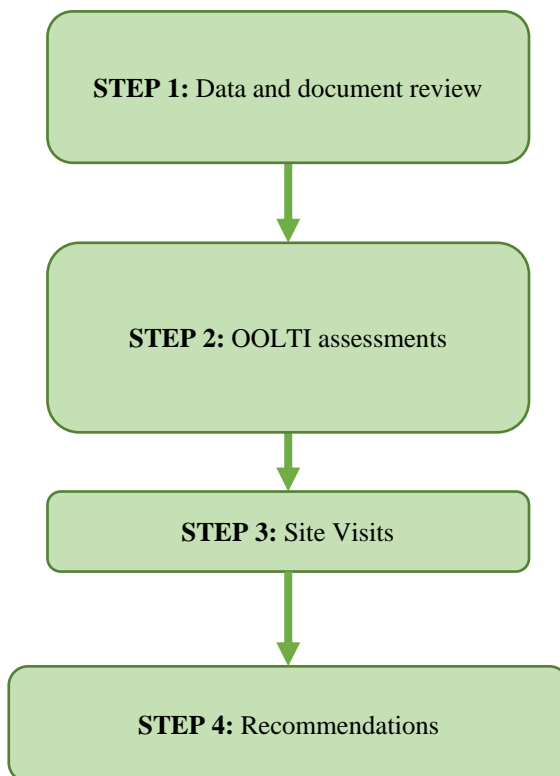 STEP 1: Data and document review
STEP 2: OOLTI assessments
STEP 3: Site Visits
STEP 4: Recommendations